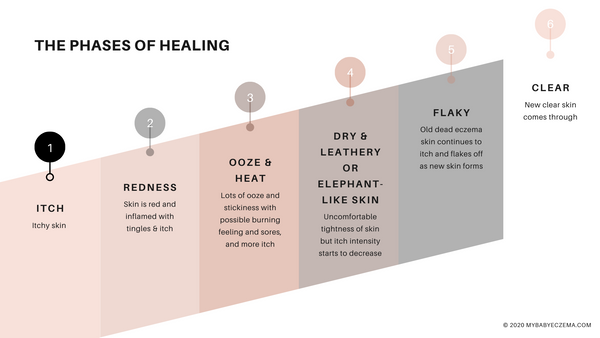 THE PHASES OF HEALING
1
ITCH
Itchy skin
2
REDNESS
Skin is red and
inflamed with
tingles & itch
3
OOZE &
HEAT
Lots of ooze and
stickiness with
possible burning
feeling and sores,
and more itch
4
DRY &
LEATHERY
OR
ELEPHANT-
LIKE SKIN
Uncomfortable
tightness of skin
but itch intensity
starts to decrease
5
FLAKY
Old dead eczema
skin continues to
itch and flakes off
as new skin forms
6
CLEAR
New clear skin
comes through
© 2020 MYBABYECZEMA.COM